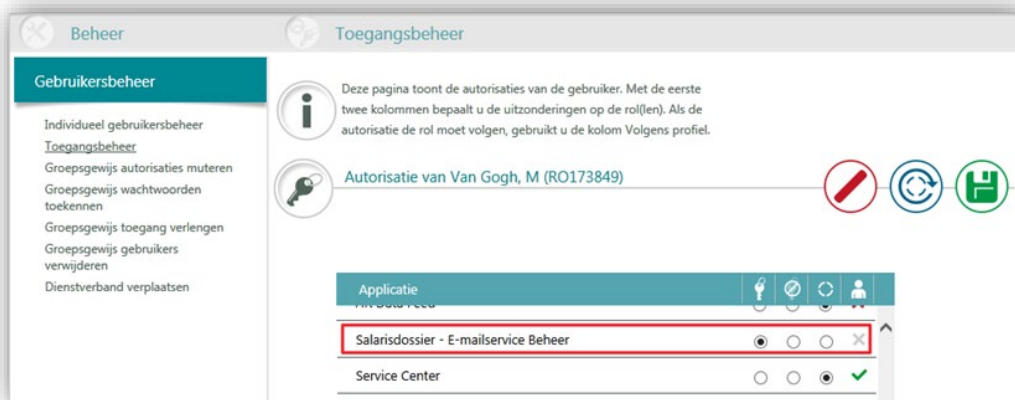 Beheer
Toegangsbeheer
Gebruikersbeheer
Individueel gebruikersbeheer
Toegangsbeheer
Groepsgewijs autorisaties muteren
Groepsgewijs wachtwoorden
toekennen
Groepsgewijs toegang verlengen
Groepsgewijs gebruikers
verwijderen
Dienstverband verplaatsen
Deze pagina toont de autorisaties van de gebruiker. Met de eerste
twee kolommen bepaalt u de uitzonderingen op de rol(len). Als de
autorisatie de rol moet volgen, gebruikt u de kolom Volgens profiel.
Autorisatie van Van Gogh, M (RO173849)
Applicatie
Data Feed
Salarisdossier - E-mailservice Beheer
Service Center